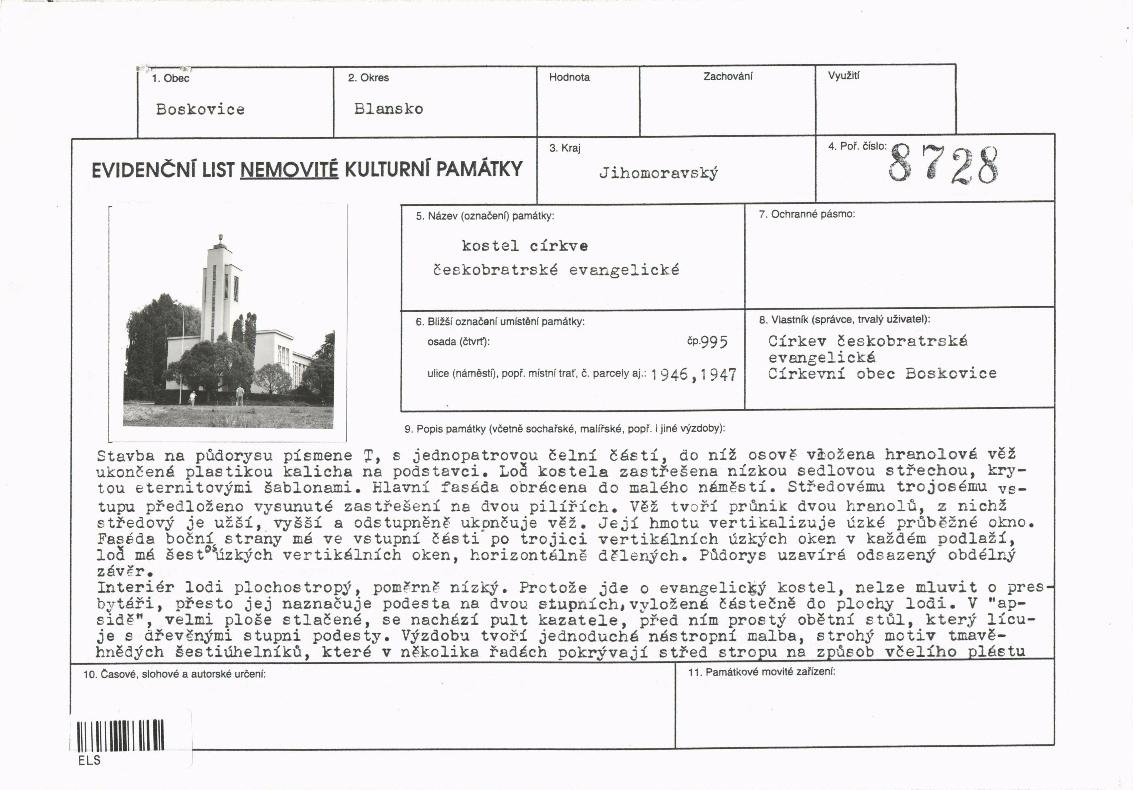 1. Obec
Boskovice
2. Okres
Blansko
Hodnota
Zachování
Využití
EVIDENČNÍ LIST NEMOVITÉ KULTURNÍ PAMÁTKY
3. Kraj
Jihomoravský
4. Poř. číslo:
8728
5. Název (označení) památky:
kostel církve
českobratrské evangelické
7. Ochranné pásmo:
6. Bližší označení umístění památky:
osada (čtvrť): čp.995
ulice (náměstí), popř. místní trať, č. parcely aj.: 1946,1947
8. Vlastník (správce, trvalý uživatel):
Církev českobratrská
evangelická
Církevní obec Boskovice
9. Popis památky (včetně sochařské, malířské, popř. i jiné výzdoby):
Stavba na půdorysu písmene T, s jednopatrovou čelní částí, do níž osově vložena hranolová věž
ukončená plastikou kalicha na podstavci. Loď kostela zastřešena nízkou sedlovou střechou, kry-
tou eternitovými šablonami. Hlavní fasáda obrácena do malého náměstí. Středovému trojosému vs-
tupu předloženo vysunuté zastřešení na dvou pilířích. Věž tvoří průnik dvou hranolů, z nichž
středový je užší, vyšší a odstupněně ukončuje věž. Její hmotu vertikalizuje úzké průběžné okno.
Fasáda boční strany má ve vstupní části po trojici vertikálních úzkých oken v každém podlaží,
loď má šest os úzkých vertikálních oken, horizontálně dělených. Půdorys uzavírá odsazený obdélný
závěr.
Interiér lodi plochostropý, poměrně nízký. Protože jde o evangelický kostel, nelze mluvit o pres-
bytáři, přesto jej naznačuje podesta na dvou stupních, vyložená částečně do plochy lodi. V "ap-
sidě", velmi ploše stlačené, se nachází pult kazatele, před ním prostý obětní stůl, který lícu-
je s dřevěnými stupni podesty. Výzdobu tvoří jednoduchá nástropní malba, strohý motiv tmavě-
hnědých šestiúhelníků, které v několika řadách pokrývají střed stropu na způsob včelího plástu
10. Časové, slohové a autorské určení:
11. Památkové movité zařízení:
ELS